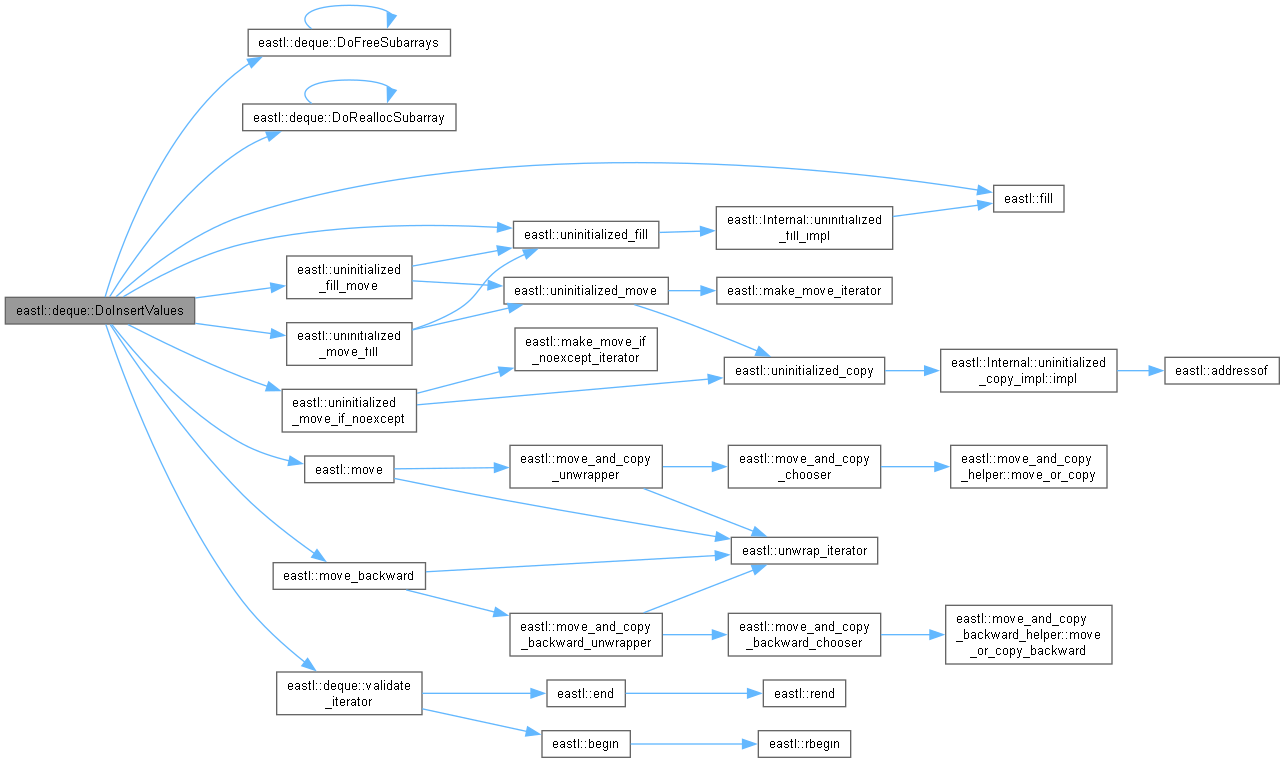 eastl::deque::DoFreeSubarrays
eastl::deque::DoReallocSubarray
eastl::fill
eastl::Internal::uninitialized
_fill_impl
eastl::uninitialized_fill
eastl::uninitialized
_fill_move
eastl::uninitialized_move
eastl::make_move_iterator
eastl::deque::DoInsertValues
eastl::uninitialized
_move_fill
eastl::make_move_if
_noexcept_iterator
eastl::uninitialized_copy
eastl::Internal::uninitialized
_copy_impl::impl
eastl::addressof
eastl::uninitialized
_move_if_noexcept
eastl::move
eastl::move_and_copy
_unwrapper
eastl::move_and_copy
_chooser
eastl::move_and_copy
_helper::move_or_copy
eastl::unwrap_iterator
eastl::move_backward
eastl::move_and_copy
_backward_unwrapper
eastl::move_and_copy
_backward_chooser
eastl::move_and_copy
_backward_helper::move
_or_copy_backward
eastl::deque::validate
_iterator
eastl::end
eastl::rend
eastl::begin
eastl::rbegin